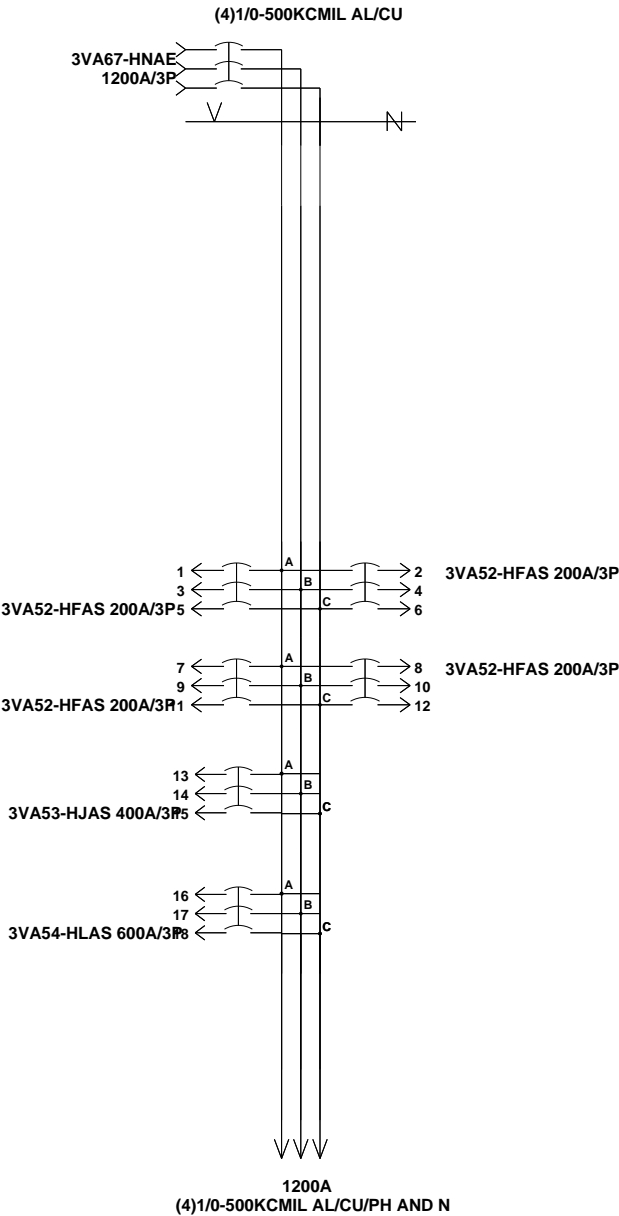 (4)1/0-500KCMIL AL/CU
3VA67-HNAE
1200A/3P
N
A
1
2
3VA52-HFAS 200A/3P
B
3
4
C
3VA52-HFAS 200A/3P
5
6
A
7
8
3VA52-HFAS 200A/3P
B
9
10
C
3VA52-HFAS 200A/3P
11
12
A
13
B
14
C
3VA53-HJAS 400A/3P
15
A
16
B
17
C
3VA54-HLAS 600A/3P
18
1200A
(4)1/0-500KCMIL AL/CU/PH AND N